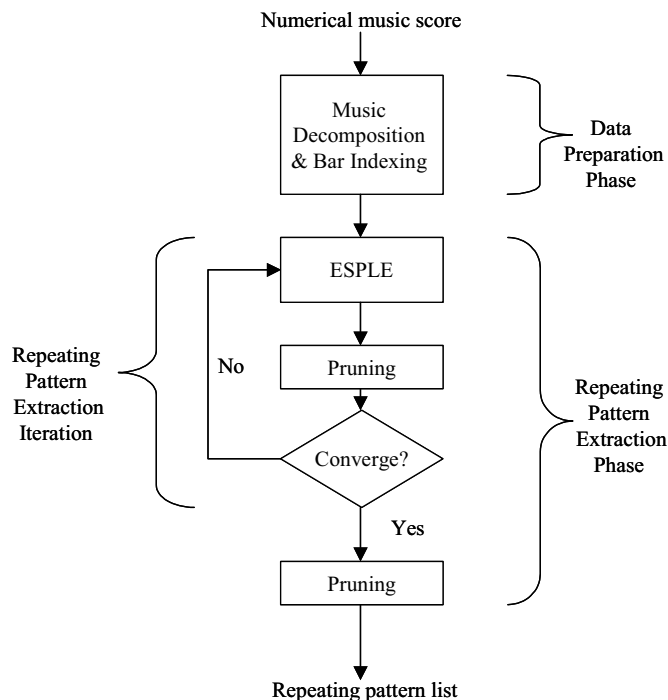 Numerical music score
Music
Decomposition
& Bar Indexing
Data
Preparation
Phase
ESPLE
Repeating
Pattern
Extraction
Iteration
No
Pruning
Repeating
Pattern
Extraction
Phase
Converge?
Yes
Pruning
Repeating pattern list